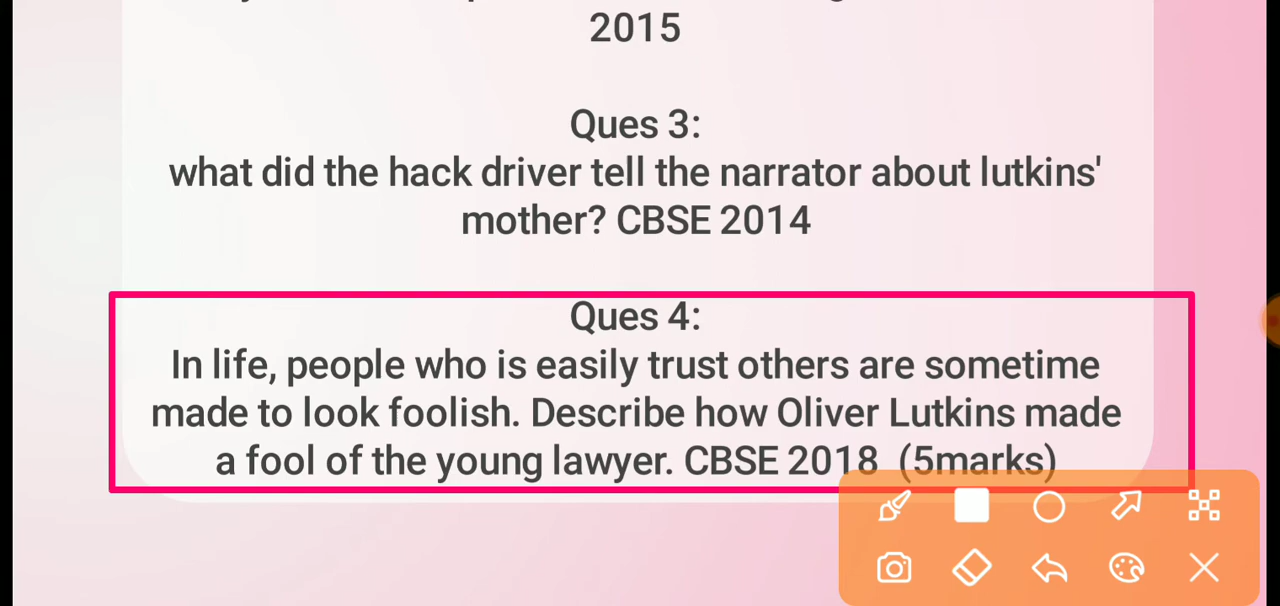 2015
Ques 3:
what did the hack driver tell the narrator about lutkins'
mother? CBSE 2014
Ques 4:
In life, people who is easily trust others are sometime
made to look foolish. Describe how Oliver Lutkins made
a fool of the young lawyer. CBSE 2018 (5marks)